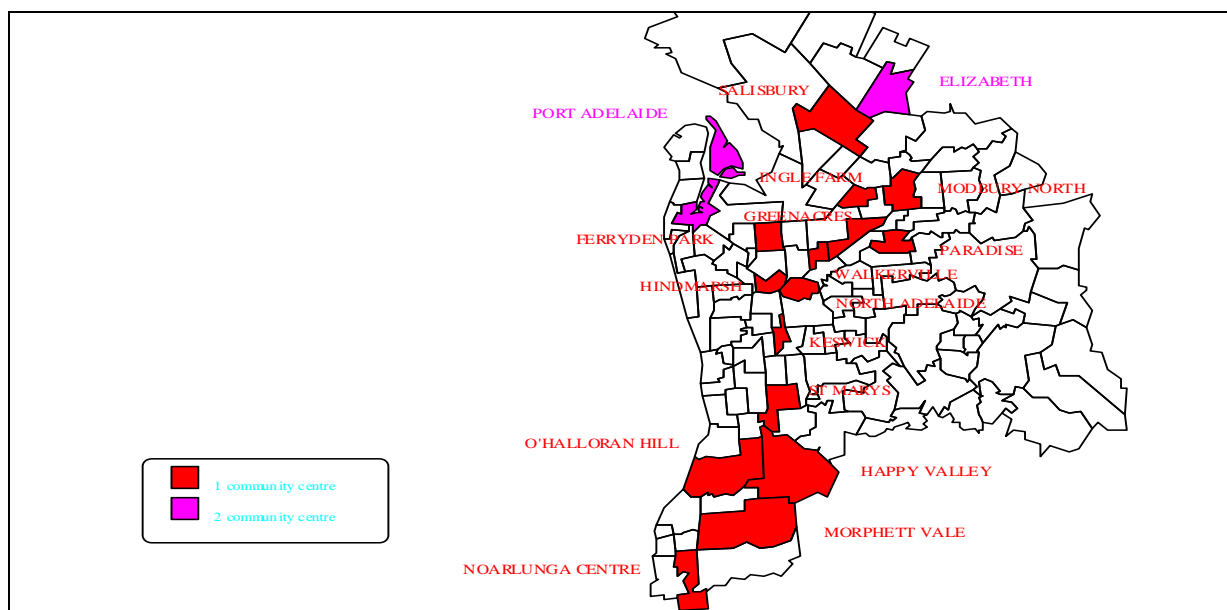 ELIZABETH
SALISBURY
PORT ADELAIDE
INGLE FARM
MODBURY NORTH
GREENACRES
FERRYDEN PARK
PARADISE
WALKERVILLE
HINDMARSH
NORTH ADELAIDE
KESWICK
ST MARYS
O'HALLORAN HILL
HAPPY VALLEY
1 community centre
2 community centre
MORPHETT VALE
NOARLUNGA CENTRE